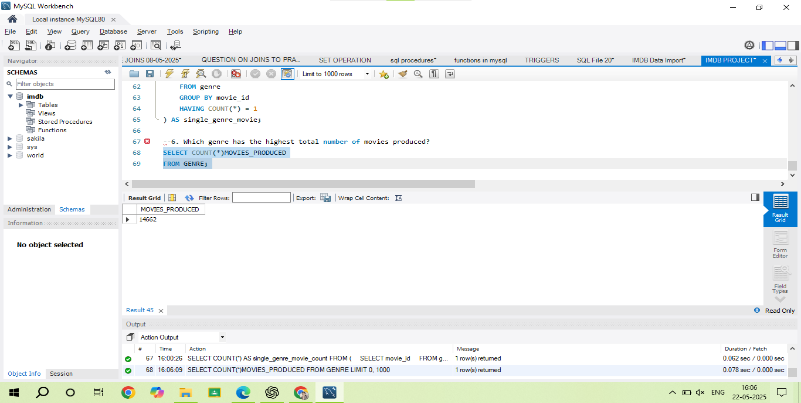 MySQL Workbench
Local instance MySQL80 ×
File Edit View Query Database Server Tools Scripting Help
Navigator
JOINS 08-05-2025* QUESTION ON JOINS TO PRA... SET OPERATION sql procedures* functions in mysql TRIGGERS SQL File 20* IMDB Data Import* IMDB PROJECT* ×
SCHEMAS
Filter objects
Limit to 1000 rows
imdb
Tables
Views
Stored Procedures
Functions
sakila
sys
world
62 FROM genre
63 GROUP BY movie_id
64 HAVING COUNT(*) = 1
65 ) AS single_genre_movie;
66
67 6. Which genre has the highest total number of movies produced?
68 SELECT COUNT(*)MOVIES_PRODUCED
69 FROM GENRE;
Result Grid Filter Rows: Export: Wrap Cell Content:
MOVIES_PRODUCED
14662
Result Grid
Form Editor
Field Types
Administration Schemas
Information
No object selected
Result 43 ×
Read Only
Output
Action Output
# Time Action Message Duration / Fetch
67 16:00:26 SELECT COUNT(*) AS single_genre_movie_count FROM ( SELECT movie_id FROM g... 1 row(s) returned 0.062 sec / 0.000 sec
68 16:06:09 SELECT COUNT(*)MOVIES_PRODUCED FROM GENRE LIMIT 0, 1000 1 row(s) returned 0.078 sec / 0.000 sec
Object Info Session
ENG
16:06
22-05-2025